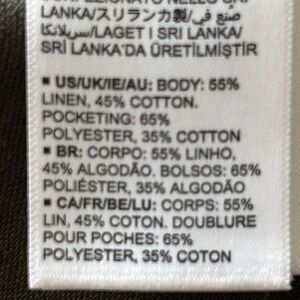 CONFEZIONATO NELLO SRI
LANKA/スリランカ製/صنع في
سريلانكا/LAGET I SRI LANKA/
SRİ LANKA'DA ÜRETİLMİŞTİR
■ US/UK/IE/AU: BODY: 55%
LINEN, 45% COTTON.
POCKETING: 65%
POLYESTER, 35% COTTON
■ BR: CORPO: 55% LINHO,
45% ALGODÃO. BOLSOS: 65%
POLIÉSTER, 35% ALGODÃO
■ CA/FR/BE/LU: CORPS: 55%
LIN, 45% COTON. DOUBLURE
POUR POCHES: 65%
POLYESTER, 35% COTON